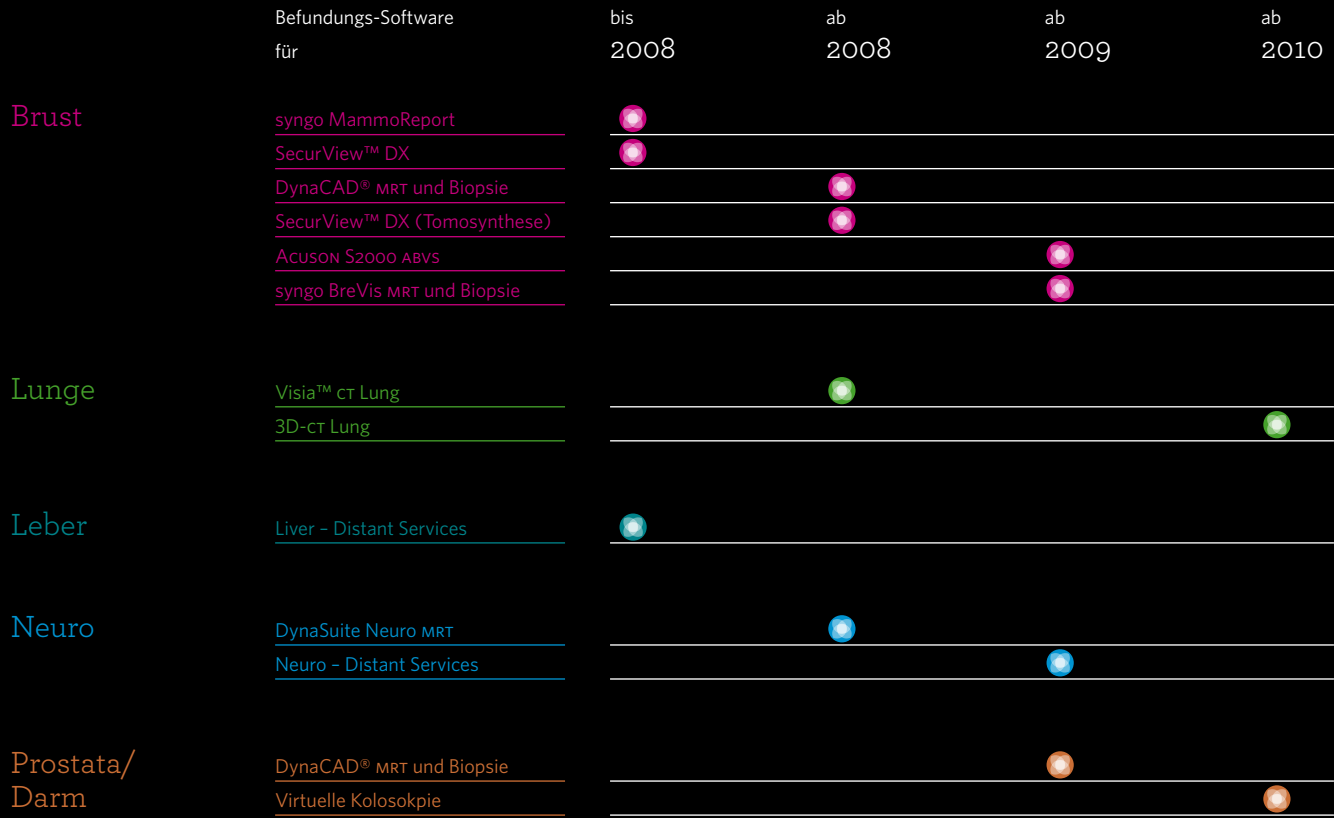 Befundungs-Software bis ab ab ab
für 2008 2008 2009 2010
Brust syngo MammoReport
SecurView™ DX
DynaCAD® MRT und Biopsie
SecurView™ DX (Tomosynthese)
Acuson S2000 ABVS
syngo BreVis MRT und Biopsie
Lunge Visia™ CT Lung
3D-CT Lung
Leber Liver – Distant Services
Neuro DynaSuite Neuro MRT
Neuro – Distant Services
Prostata/ DynaCAD® MRT und Biopsie
Darm Virtuelle Kolosokpie